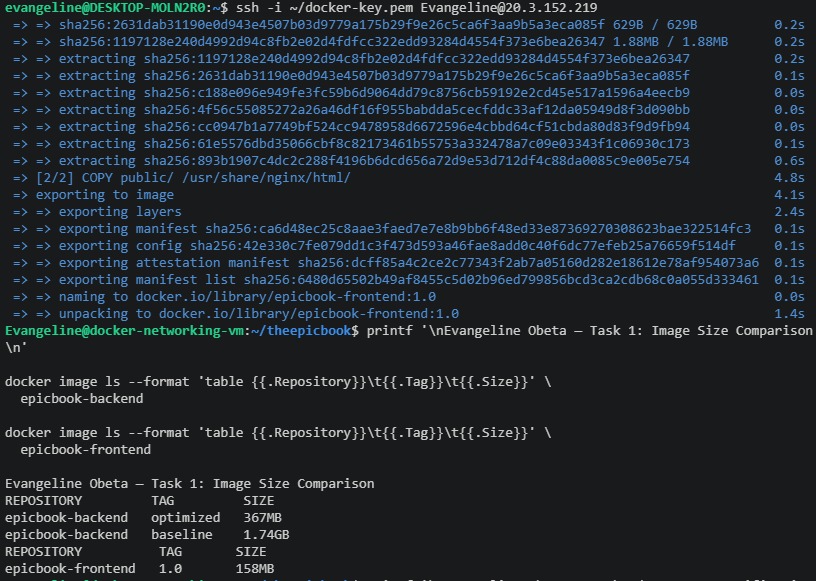 evangeline@DESKTOP-MOLN2R0:~$ ssh -i ~/docker-key.pem Evangeline@20.3.152.219
=> => sha256:2631dab31190e0d943e4507b03d9779a175b29f9e26c5ca6f3aa9b5a3eca085f 629B / 629B 0.2s
=> => sha256:1197128e240d4992d94c8fb2e02d4fdfcc322edd93284d4554f373e6bea26347 1.88MB / 1.88MB 0.2s
=> => extracting sha256:1197128e240d4992d94c8fb2e02d4fdfcc322edd93284d4554f373e6bea26347 0.2s
=> => extracting sha256:2631dab31190e0d943e4507b03d9779a175b29f9e26c5ca6f3aa9b5a3eca085f 0.1s
=> => extracting sha256:c188e096e949fe3fc59b6d9064dd79c8756cb59192e2cd45e517a1596a4eecb9 0.0s
=> => extracting sha256:4f56c55085272a26a46df16f955babdda5cecfddc33af12da05949d8f3d090bb 0.0s
=> => extracting sha256:cc0947b1a7749bf524cc9478958d6672596e4cbbd64cf51cbda80d83f9d9fb94 0.0s
=> => extracting sha256:61e5576dbd35066cbf8c82173461b55753a332478a7c09e03343f1c06930c173 0.1s
=> => extracting sha256:893b1907c4dc2c288f4196b6dcd656a72d9e53d712df4c88da0085c9e005e754 0.6s
=> [2/2] COPY public/ /usr/share/nginx/html/ 4.8s
=> exporting to image 4.1s
=> => exporting layers 2.4s
=> => exporting manifest sha256:ca6d48ec25c8aae3faed7e7e8b9bb6f48ed33e87369270308623bae322514fc3 0.1s
=> => exporting config sha256:42e330c7fe079dd1c3f473d593a46fae8add0c40f6dc77efeb25a76659f514df 0.1s
=> => exporting attestation manifest sha256:dcff85a4c2ce2c77343f2ab7a05160d282e18612e78af954073a6 0.1s
=> => exporting manifest list sha256:6480d65502b49af8455c5d02b96ed799856bcd3ca2cdb68c0a055d333461 0.1s
=> => naming to docker.io/library/epicbook-frontend:1.0 0.0s
=> => unpacking to docker.io/library/epicbook-frontend:1.0 1.4s
Evangeline@docker-networking-vm:~/theepicbook$ printf '\nEvangeline Obeta — Task 1: Image Size Comparison
\n'
docker image ls --format 'table {{.Repository}}\t{{.Tag}}\t{{.Size}}' \
epicbook-backend
docker image ls --format 'table {{.Repository}}\t{{.Tag}}\t{{.Size}}' \
epicbook-frontend
Evangeline Obeta — Task 1: Image Size Comparison
REPOSITORY TAG SIZE
epicbook-backend optimized 367MB
epicbook-backend baseline 1.74GB
REPOSITORY TAG SIZE
epicbook-frontend 1.0 158MB